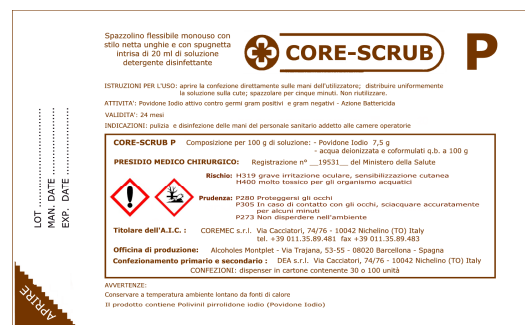 Spazzolino flessibile monouso con
stilo netta unghie e con spugnetta
intrisa di 20 ml di soluzione
detergente disinfettante
CORE-SCRUB
P
ISTRUZIONI PER L'USO: aprire la confezione direttamente sulle mani dell'utilizzatore; distribuire uniformemente
la soluzione sulla cute; spazzolare per cinque minuti. Non riutilizzare.
ATTIVITA': Povidone Iodio attivo contro germi gram positivi e gram negativi - Azione Battericida
VALIDITA': 24 mesi
INDICAZIONI: pulizia e disinfezione delle mani del personale sanitario addetto alle camere operatorie
CORE-SCRUB P Composizione per 100 g di soluzione: - Povidone Iodio 7,5 g
- acqua deionizzata e coformulati q.b. a 100 g
PRESIDIO MEDICO CHIRURGICO: Registrazione n° __19531__ del Ministero della Salute
Rischio: H319 grave irritazione oculare, sensibilizzazione cutanea
H400 molto tossico per gli organismo acquatici
Prudenza: P280 Proteggersi gli occhi
P305 In caso di contatto con gli occhi, sciacquare accuratamente
per alcuni minuti
P273 Non disperdere nell'ambiente
Titolare dell'A.I.C. : COREMEC s.r.l. Via Cacciatori, 74/76 - 10042 Nichelino (TO) Italy
tel. +39 011.35.89.481 fax +39 011.35.89.483
Officina di produzione: Alcoholes Montplet - Via Trajana, 53-55 - 08020 Barcellona - Spagna
Confezionamento primario e secondario : DEA s.r.l. Via Cacciatori, 74/76 - 10042 Nichelino (TO) Italy
CONFEZIONI: dispenser in cartone contenente 30 o 100 unità
AVVERTENZE:
Conservare a temperatura ambiente lontano da fonti di calore
Il prodotto contiene Polivinil pirrolidone iodio (Povidone Iodio)
LOT ........................
MAN. DATE ........................
EXP. DATE ........................
APRIRE